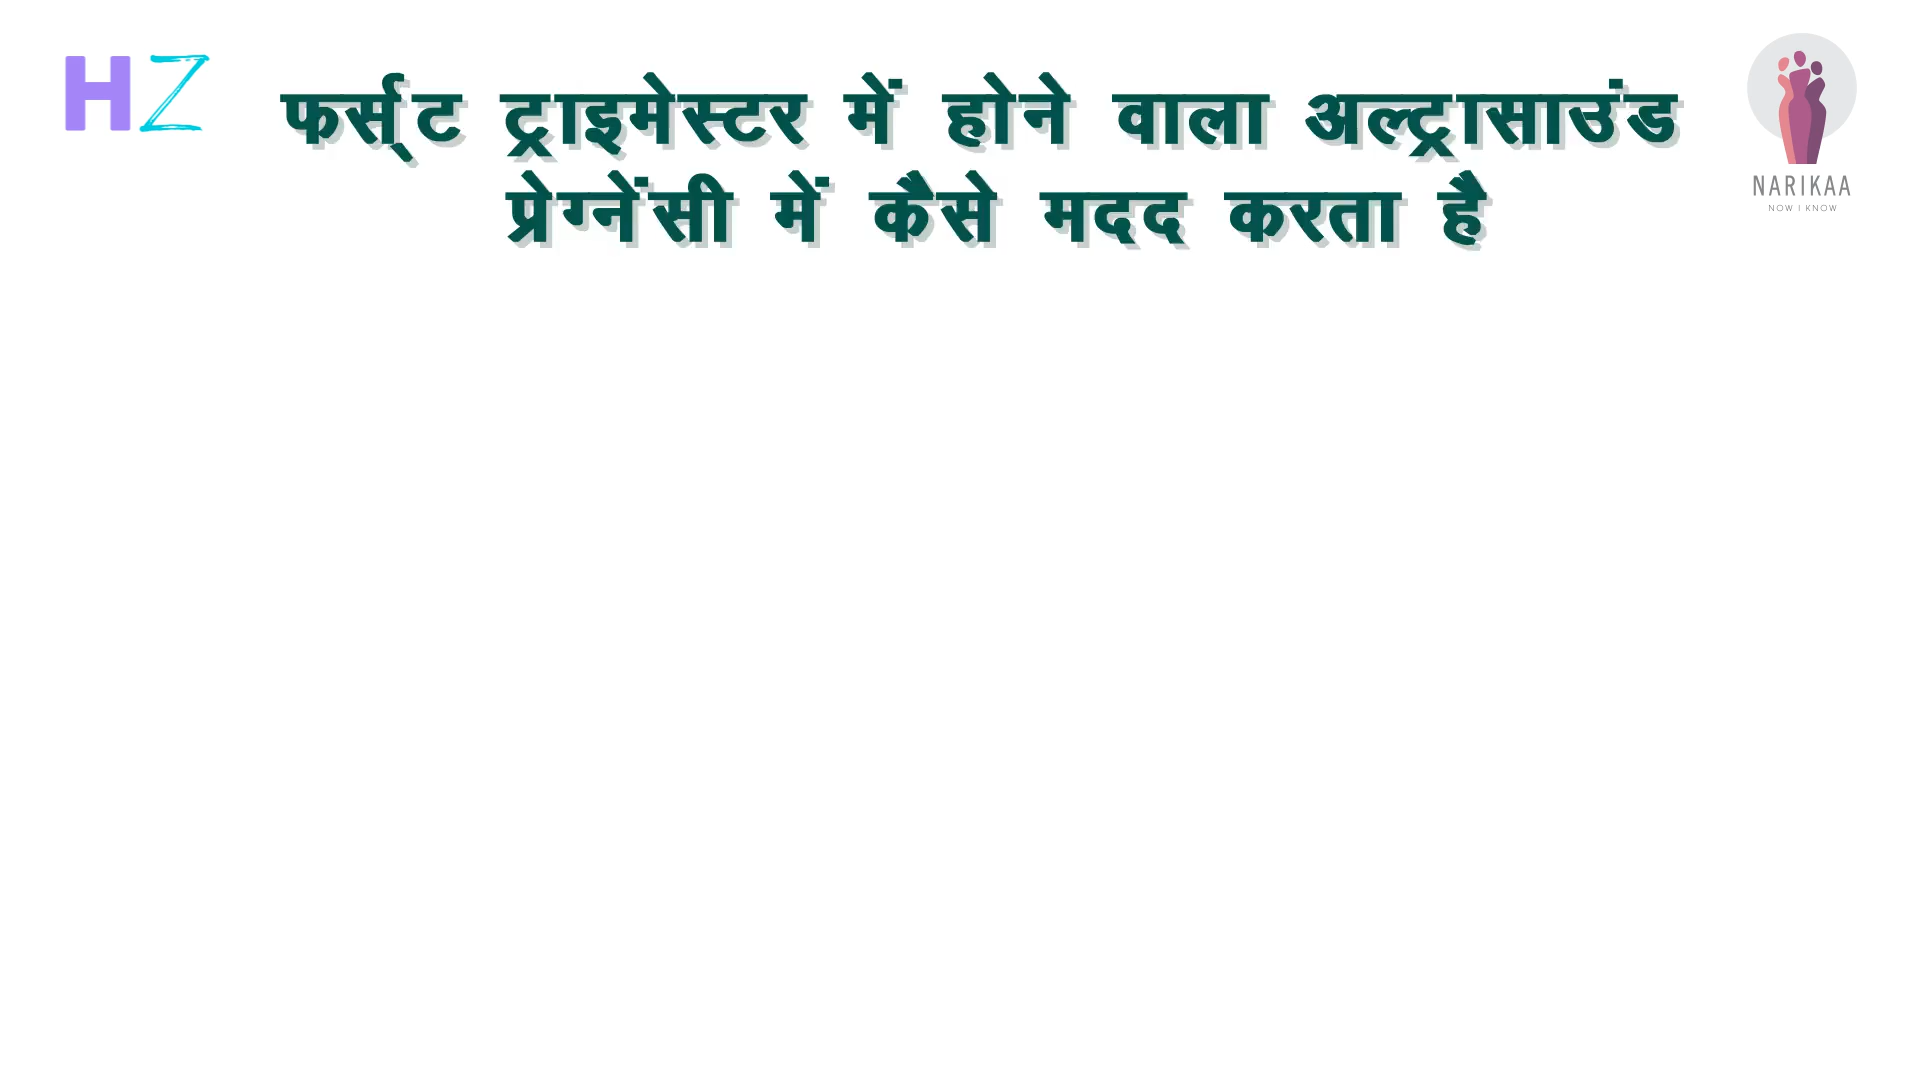 HZ
फर्स्ट ट्राइमेस्टर में होने वाला अल्ट्रासाउंड
प्रेग्नेंसी में कैसे मदद करता है
NARIKAA
NOW I KNOW